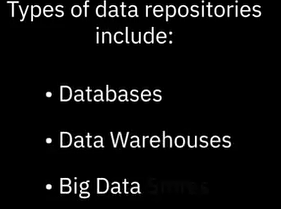 Types of data repositories
include:
• Databases
• Data Warehouses
• Big Data